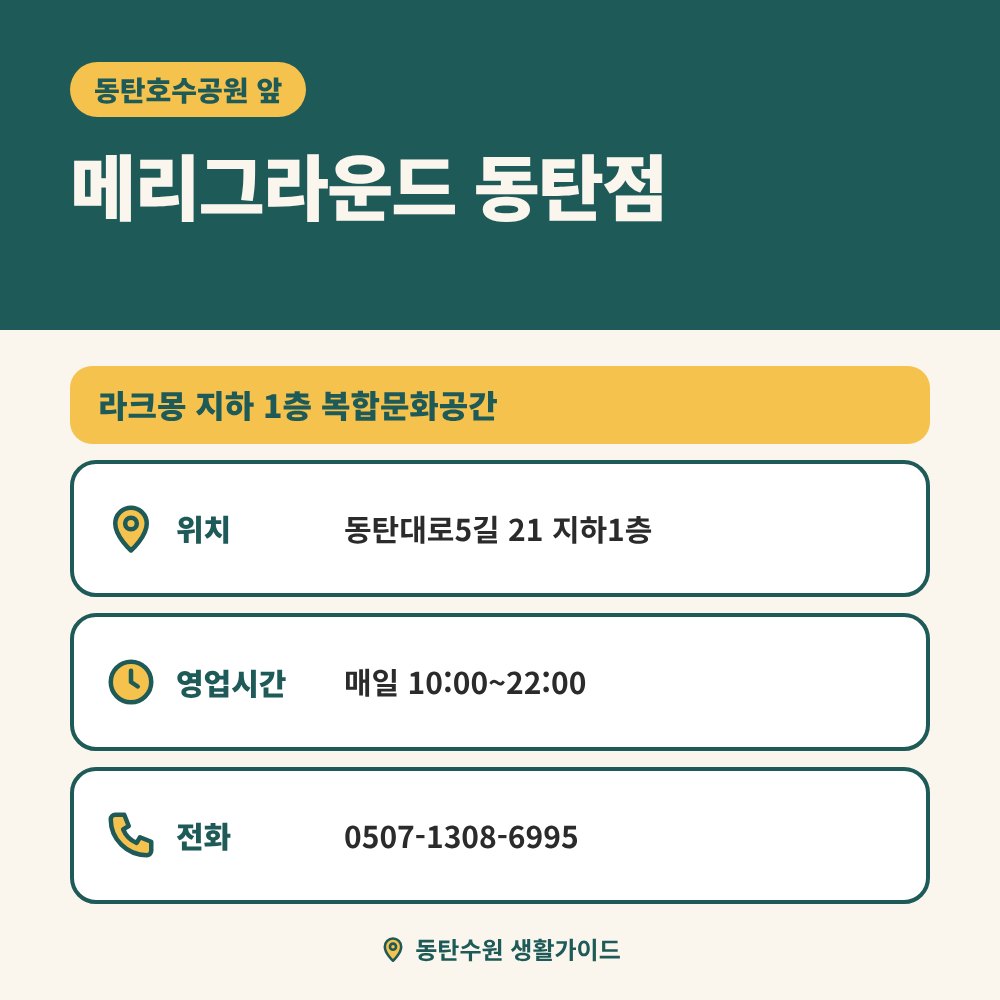 동탄호수공원 앞
메리그라운드 동탄점
라크몽 지하 1층 복합문화공간
위치 동탄대로5길 21 지하1층
영업시간 매일 10:00~22:00
전화 0507-1308-6995
동탄수원 생활가이드